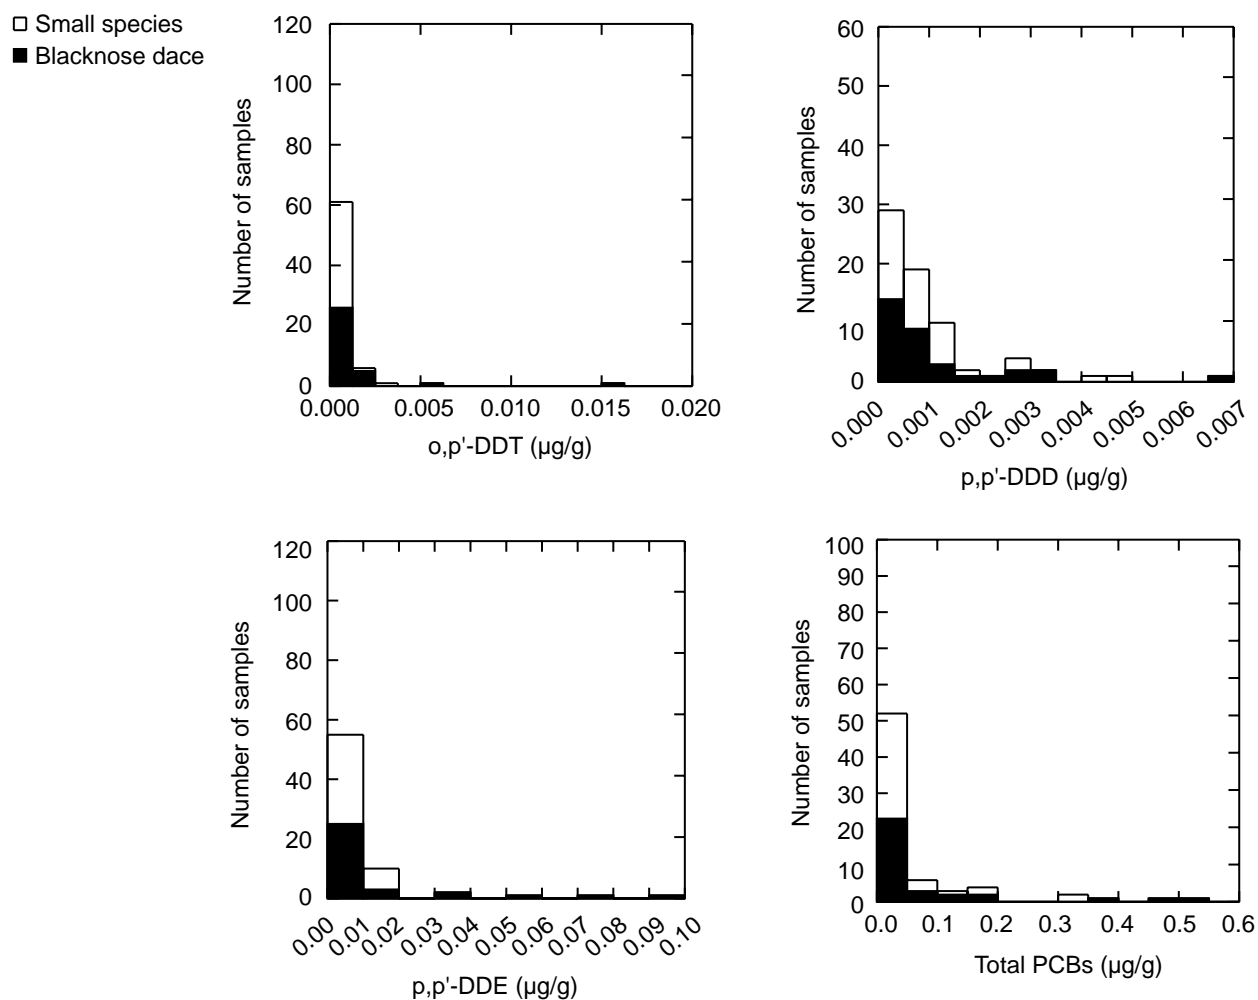 Small species
Blacknose dace
120
100
80
60
40
20
0
Number of samples
0.000 0.005 0.010 0.015 0.020
o,p'-DDT (µg/g)
60
50
40
30
20
10
0
Number of samples
0.000 0.001 0.002 0.003 0.004 0.005 0.006 0.007
p,p'-DDD (µg/g)
120
100
80
60
40
20
0
Number of samples
0.00 0.01 0.02 0.03 0.04 0.05 0.06 0.07 0.08 0.09 0.10
p,p'-DDE (µg/g)
100
90
80
70
60
50
40
30
20
10
0
Number of samples
0.0 0.1 0.2 0.3 0.4 0.5 0.6
Total PCBs (µg/g)